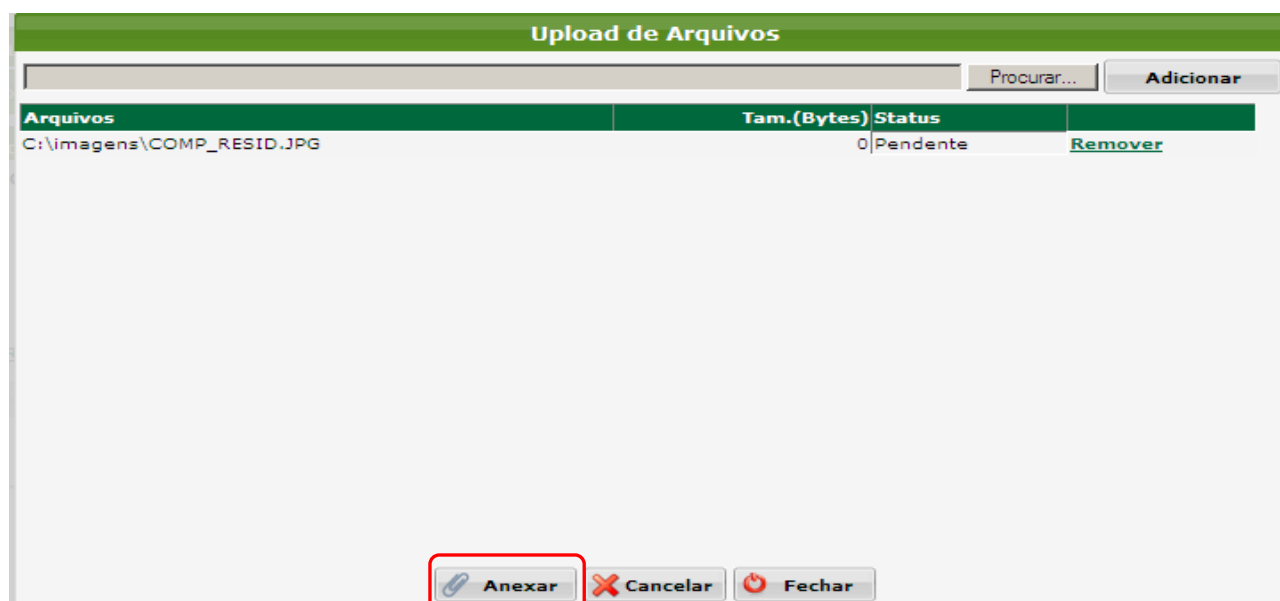 Upload de Arquivos
Procurar... Adicionar
Arquivos Tam.(Bytes) Status
C:\imagens\COMP_RESID.JPG 0 Pendente Remover
Anexar Cancelar Fechar